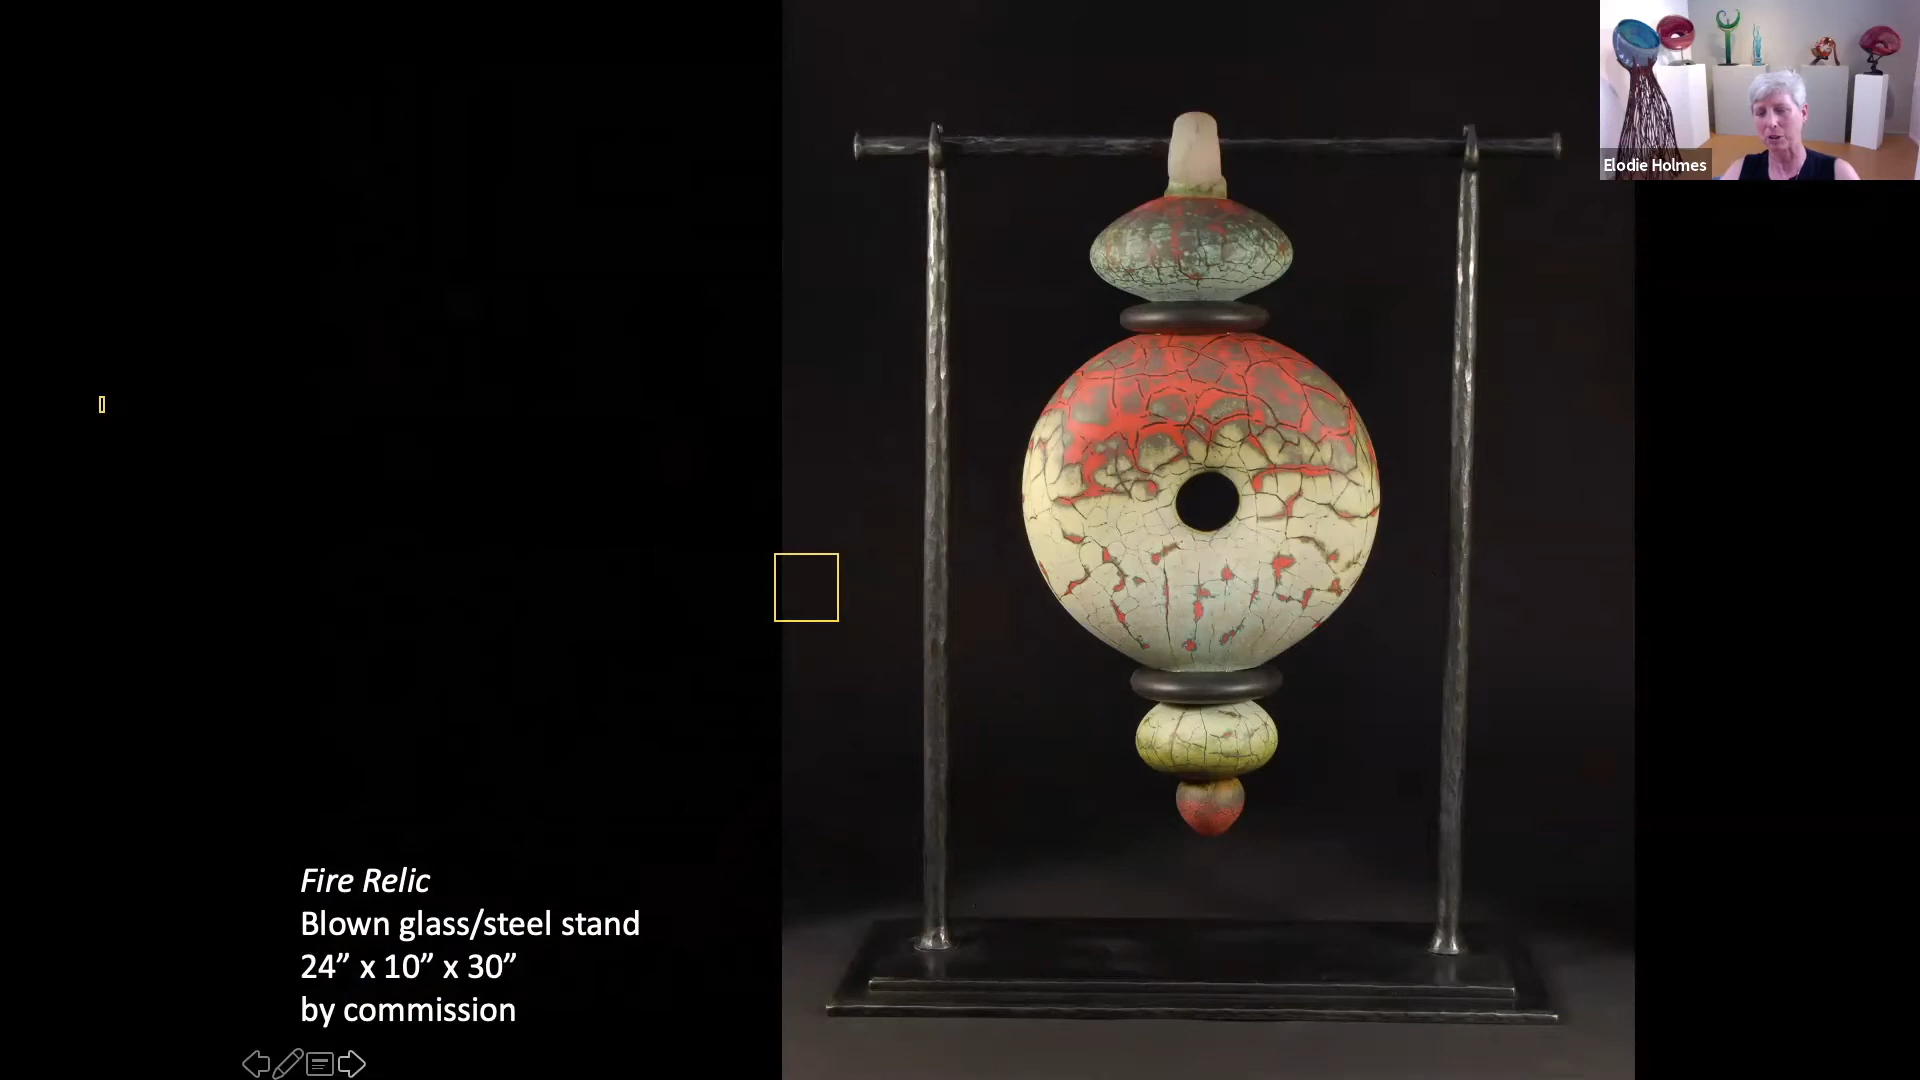 Elodie Holmes
Fire Relic
Blown glass/steel stand
24” x 10” x 30”
by commission